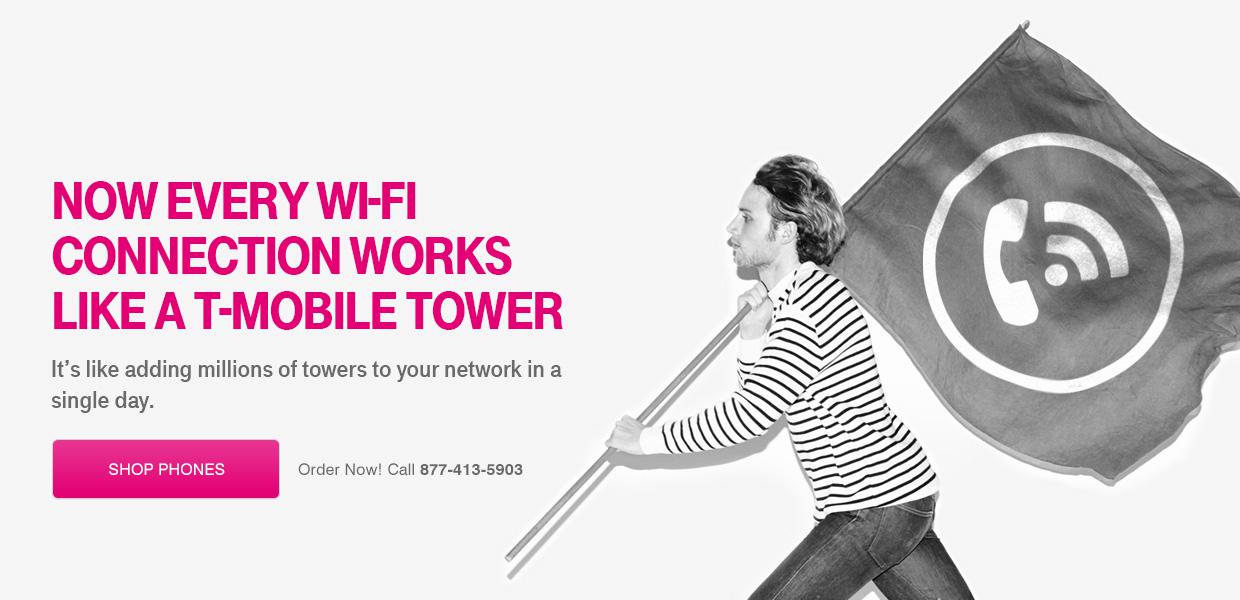 NOW EVERY WI-FI
CONNECTION WORKS
LIKE A T-MOBILE TOWER
It’s like adding millions of towers to your network in a
single day.
SHOP PHONES
Order Now! Call 877-413-5903